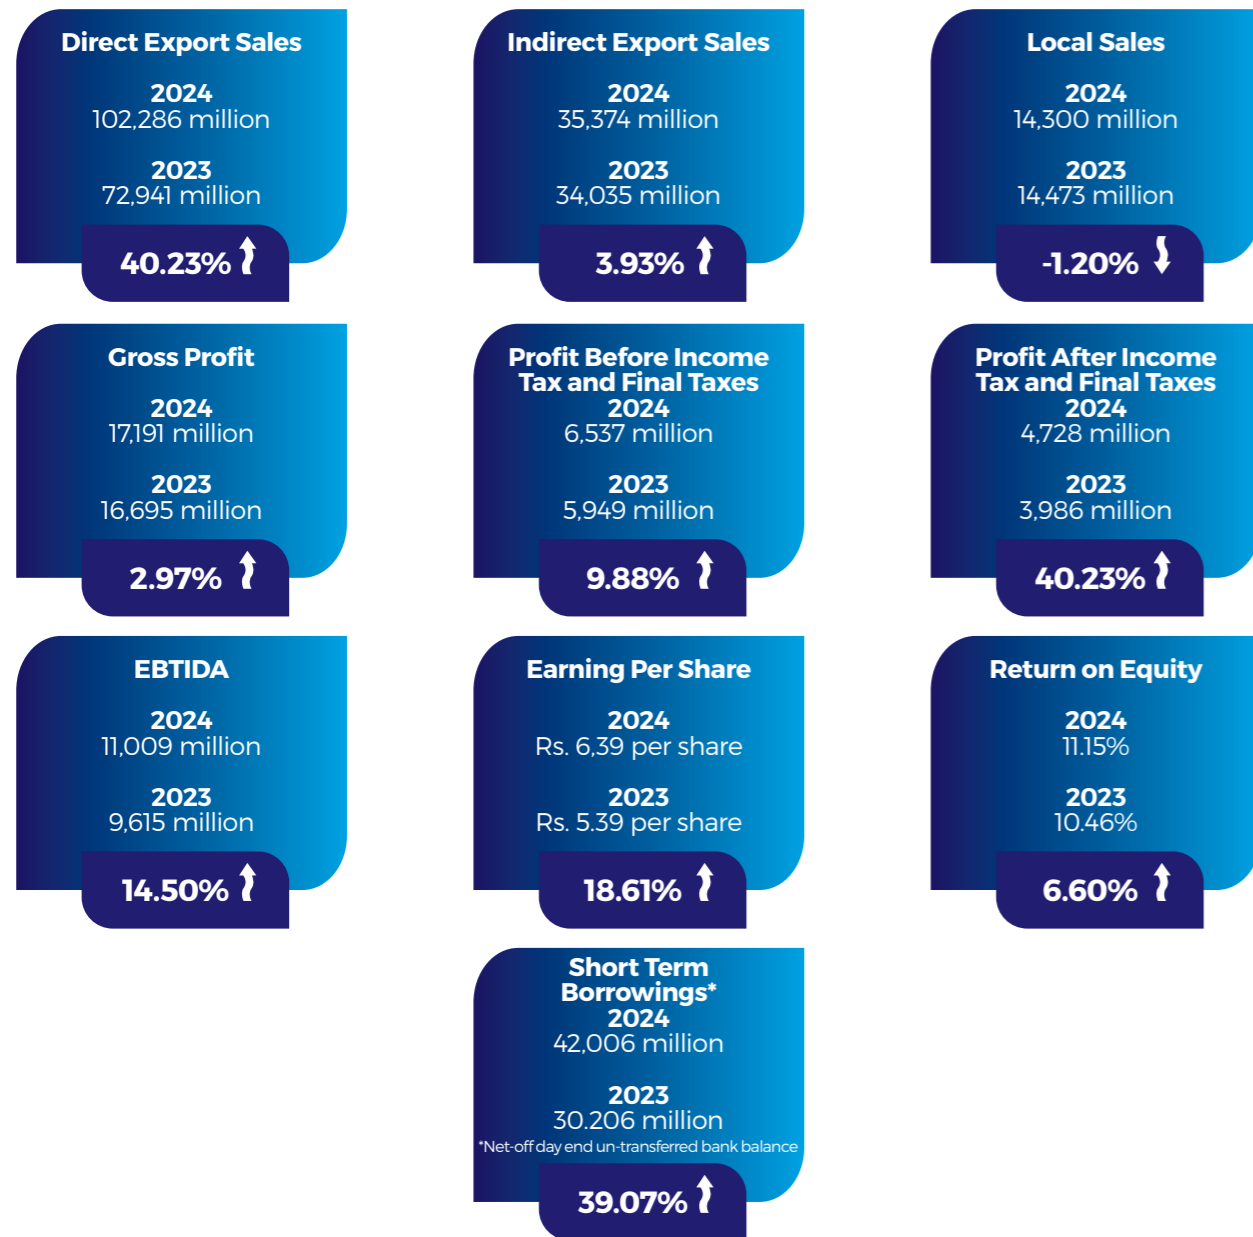 Direct Export Sales
2024
102,286 million
2023
72,941 million
40.23%
Indirect Export Sales
2024
35,374 million
2023
34,035 million
3.93%
Local Sales
2024
14,300 million
2023
14,473 million
-1.20%
Gross Profit
2024
17,191 million
2023
16,695 million
2.97%
Profit Before Income
Tax and Final Taxes
2024
6,537 million
2023
5,949 million
9.88%
Profit After Income
Tax and Final Taxes
2024
4,728 million
2023
3,986 million
40.23%
EBTIDA
2024
11,009 million
2023
9,615 million
14.50%
Earning Per Share
2024
Rs. 6,39 per share
2023
Rs. 5.39 per share
18.61%
Return on Equity
2024
11.15%
2023
10.46%
6.60%
Short Term
Borrowings*
2024
42,006 million
2023
30.206 million
*Net-off day end un-transferred bank balance
39.07%